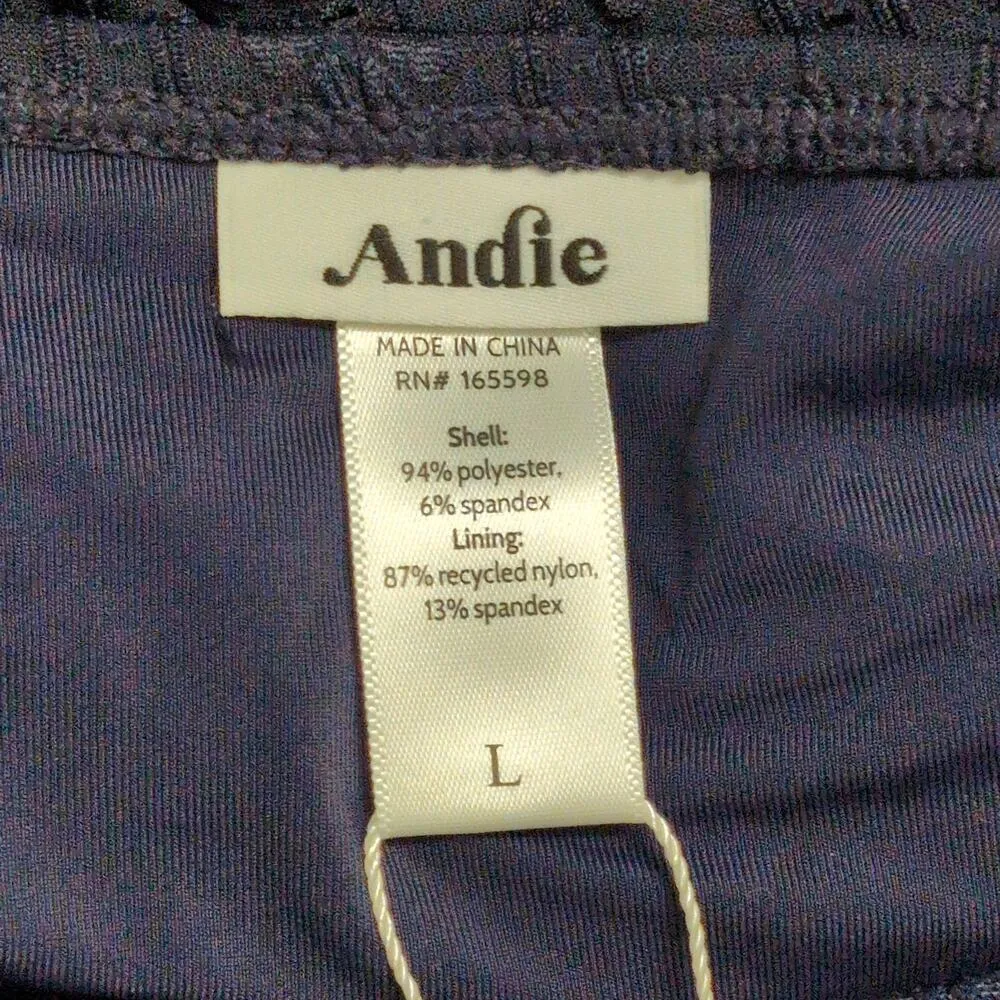 Andie
MADE IN CHINA
RN# 165598
Shell:
94% polyester,
6% spandex
Lining:
87% recycled nylon,
13% spandex
L